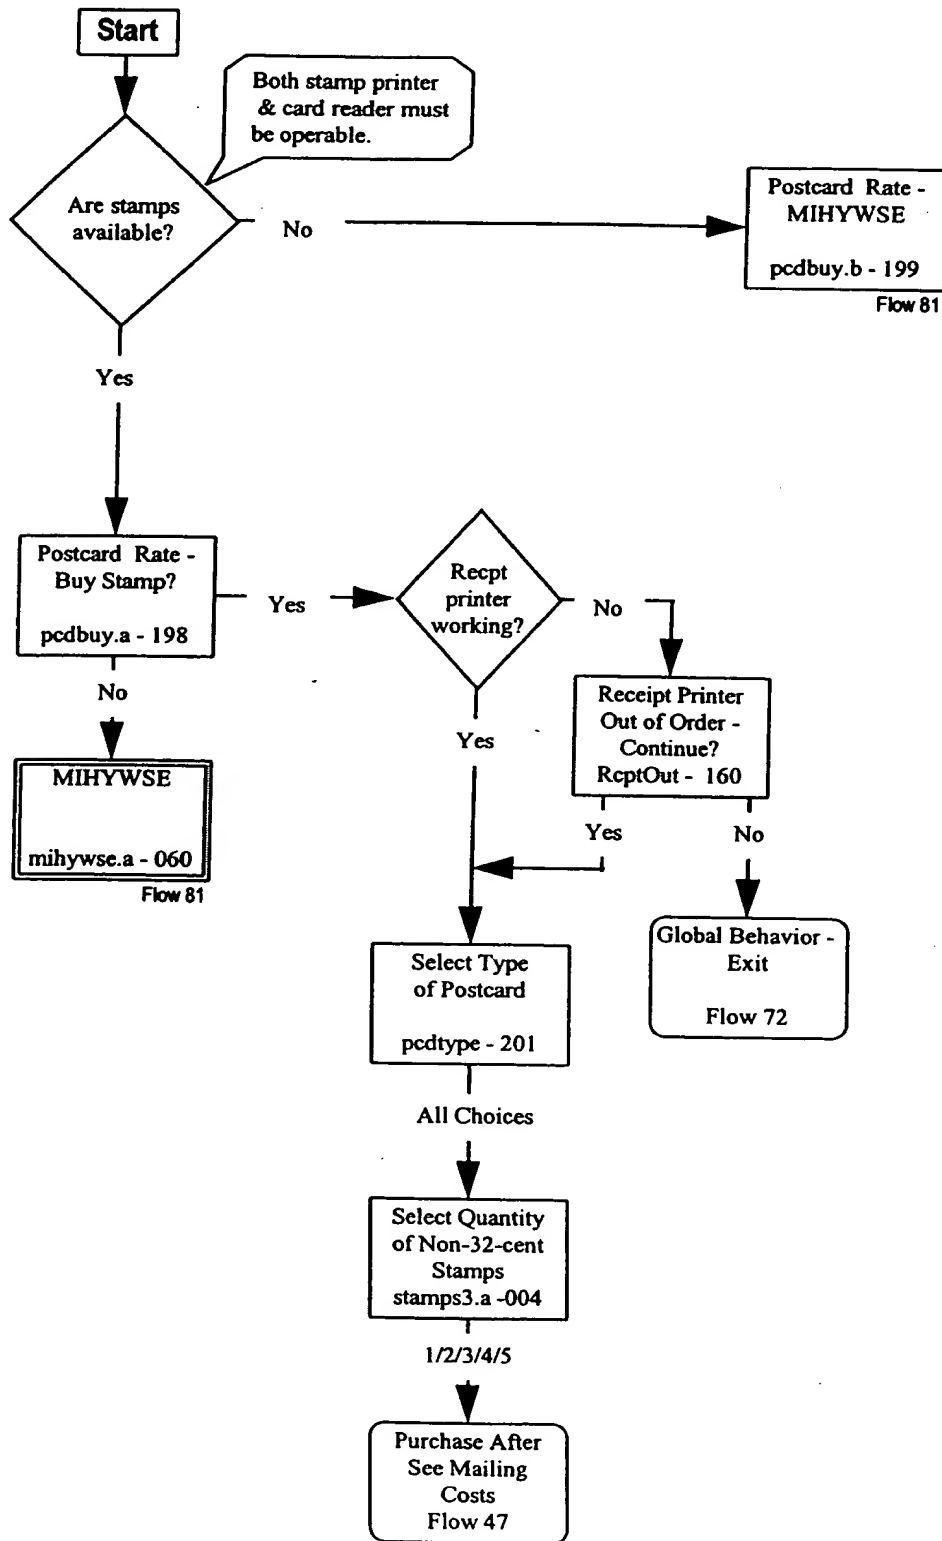 Start
Both stamp printer
& card reader must
be operable.
Are stamps
available?
No
Postcard Rate -
MIHYWSE
pcdbuy.b - 199
Flow 81
Yes
Postcard Rate -
Buy Stamp?
pcdbuy.a - 198
Yes
Recpt
printer
working?
No
No
Yes
Receipt Printer
Out of Order -
Continue?
RcptOut - 160
MIHYWSE
mihywse.a - 060
Flow 81
Yes
No
Select Type
of Postcard
pcdtype - 201
Global Behavior -
Exit
Flow 72
All Choices
Select Quantity
of Non-32-cent
Stamps
stamps3.a -004
1/2/3/4/5
Purchase After
See Mailing
Costs
Flow 47